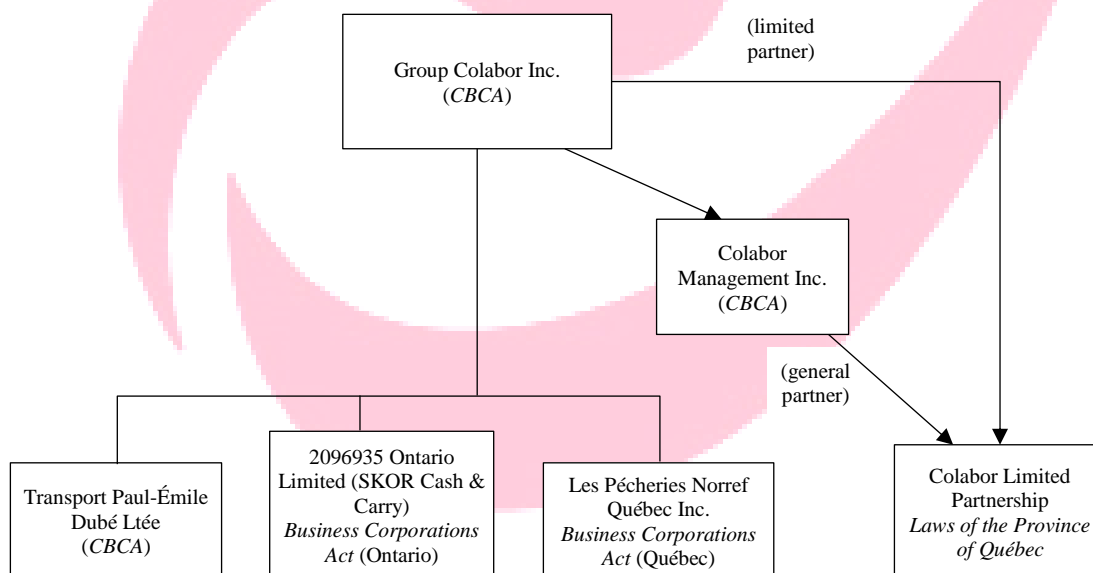 (limited
partner)
Group Colabor Inc.
(CBCA)
Colabor
Management Inc.
(CBCA)
(general
partner)
Transport Paul-Émile
Dubé Ltée
(CBCA)
2096935 Ontario
Limited (SKOR Cash &
Carry)
Business Corporations
Act (Ontario)
Les Pécheries Norref
Québec Inc.
Business Corporations
Act (Québec)
Colabor Limited
Partnership
Laws of the Province
of Québec